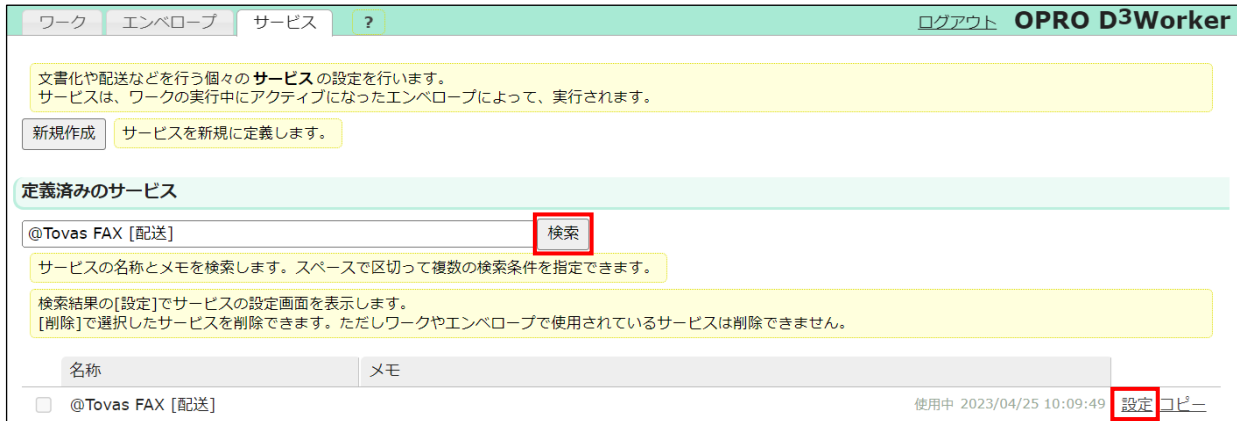 ワーク エンベロープ サービス ? ログアウト OPRO D3Worker
文書化や配送などを行う個々のサービスの設定を行います。
サービスは、ワークの実行中にアクティブになったエンベロープによって、実行されます。
新規作成 サービスを新規に定義します。
定義済みのサービス
@Tovas FAX [配送] 検索
サービスの名称とメモを検索します。スペースで区切って複数の検索条件を指定できます。
検索結果の[設定]でサービスの設定画面を表示します。
[削除]で選択したサービスを削除できます。ただしワークやエンベロープで使用されているサービスは削除できません。
名称 メモ
@Tovas FAX [配送] 使用中 2023/04/25 10:09:49 設定 コピー